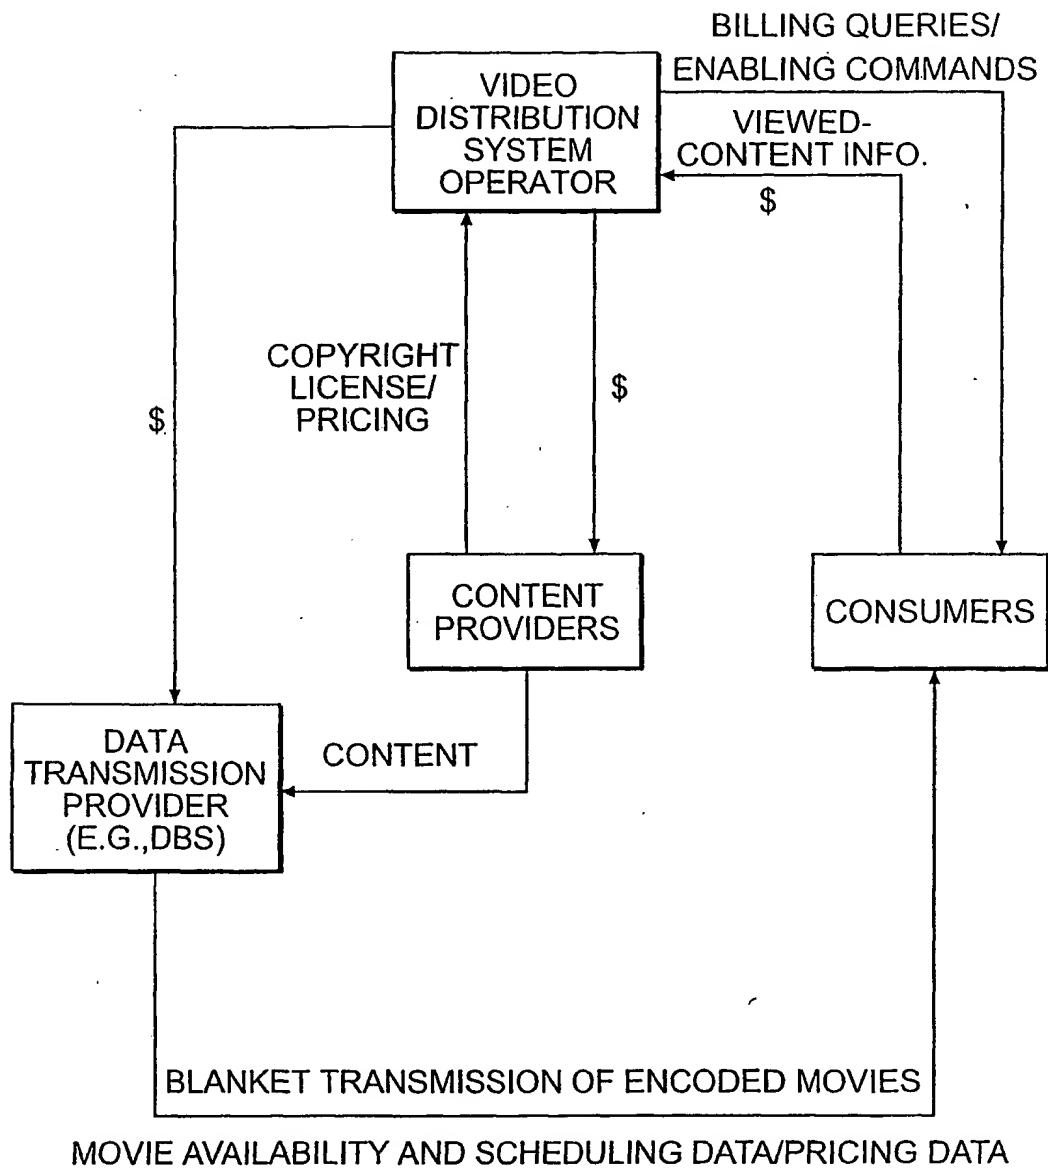 BILLING QUERIES/
ENABLING COMMANDS
VIDEO
DISTRIBUTION
SYSTEM
OPERATOR
VIEWED-
CONTENT INFO.
$
COPYRIGHT
LICENSE/
PRICING
$
$
CONTENT
PROVIDERS
CONSUMERS
DATA
TRANSMISSION
PROVIDER
(E.G.,DBS)
CONTENT
BLANKET TRANSMISSION OF ENCODED MOVIES
MOVIE AVAILABILITY AND SCHEDULING DATA/PRICING DATA